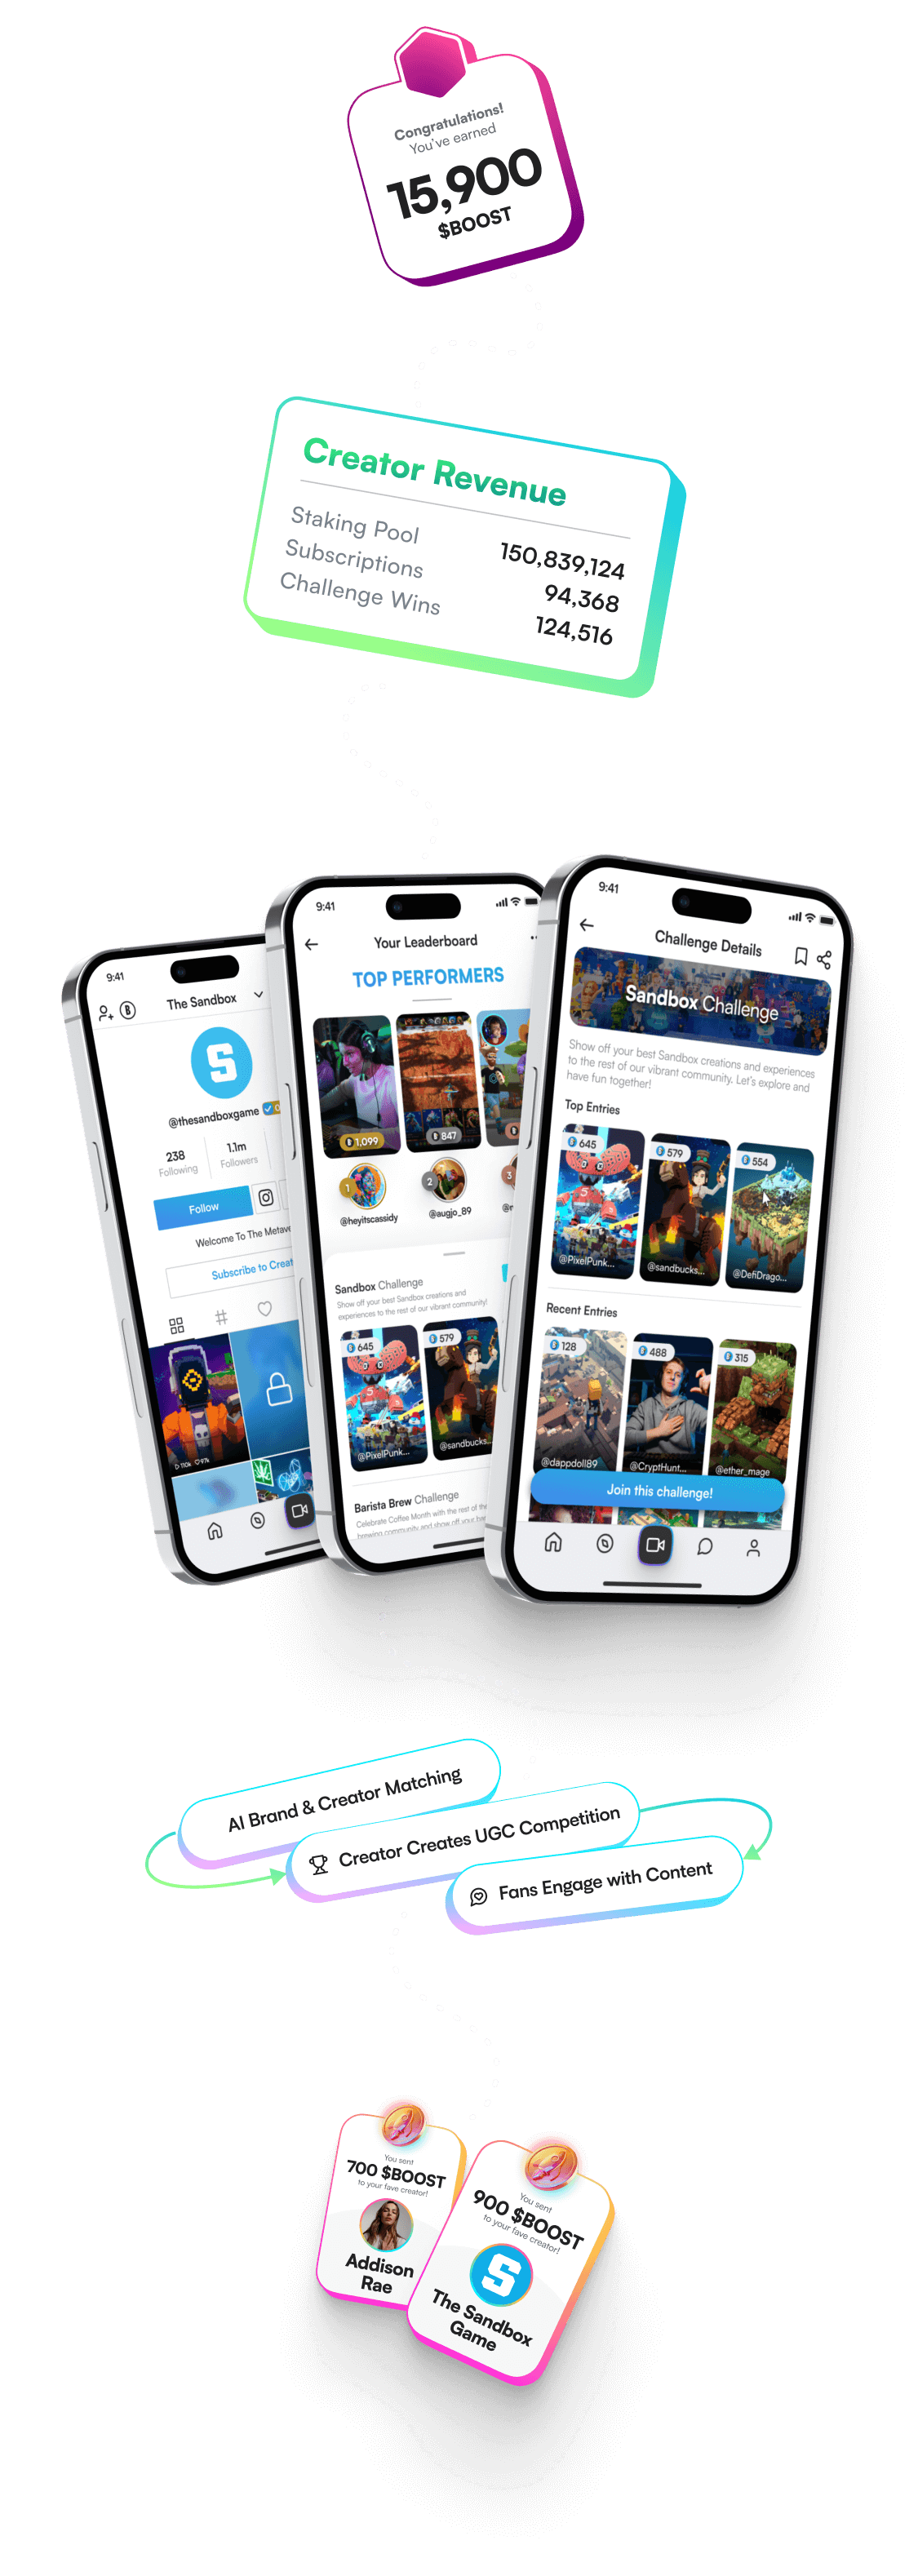 Congratulations!
You've earned
15,900
$BOOST
Creator Revenue
Staking Pool 150,839,124
Subscriptions 94,368
Challenge Wins 124,516
9:41
The Sandbox
@thesandboxgame
238
Following
1.1m
Followers
Follow
Welcome To The
Subscribe to
110k 97k
9:41
Your Leaderboard
TOP PERFORMERS
1,099
847
1
2
3
@heyitscassidy
@augjo_89
Sandbox Challenge
Show off your best Sandbox creations and
experiences to the rest of our vibrant community!
645
579
@PixelPunk...
@sandbucks...
Barista Brew Challenge
Celebrate Coffee Month with the rest of the
brewing community and show off your
9:41
Challenge Details
Sandbox Challenge
Show off your best Sandbox creations and experiences
to the rest of our vibrant community. Let's explore and
have fun together!
Top Entries
645
579
554
@PixelPunk...
@sandbucks...
@DefiDrago...
Recent Entries
128
488
315
@dappdoll89
@CryptHunt...
@ether_mage
Join this challenge!
AI Brand & Creator Matching
Creator Creates UGC Competition
Fans Engage with Content
You sent
700 $BOOST
to your fave creator!
Addison
Rae
You sent
900 $BOOST
to your fave creator!
S
The Sandbox
Game